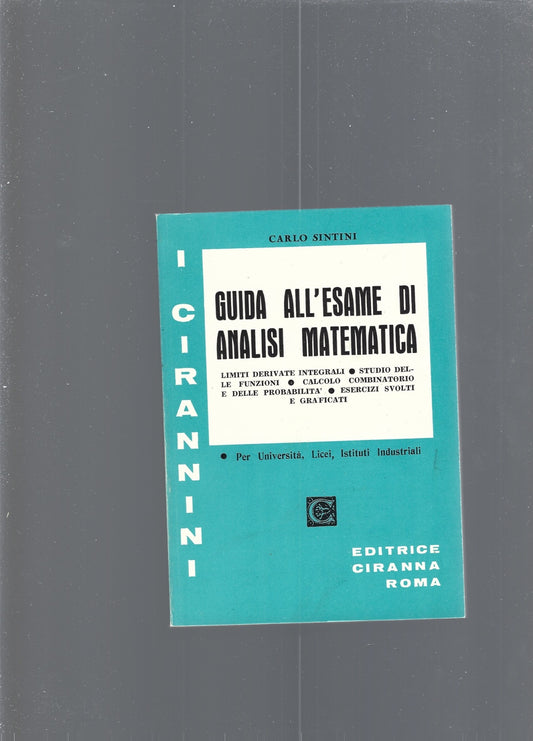 CARLO SINTINI
I CIRANNINI
GUIDA ALL'ESAME DI
ANALISI MATEMATICA
LIMITI DERIVATE INTEGRALI ● STUDIO DEL-
LE FUNZIONI ● CALCOLO COMBINATORIO
E DELLE PROBABILITA' ● ESERCIZI SVOLTI
E GRAFICATI
● Per Università, Licei, Istituti Industriali
C
EDITRICE
CIRANNA
ROMA